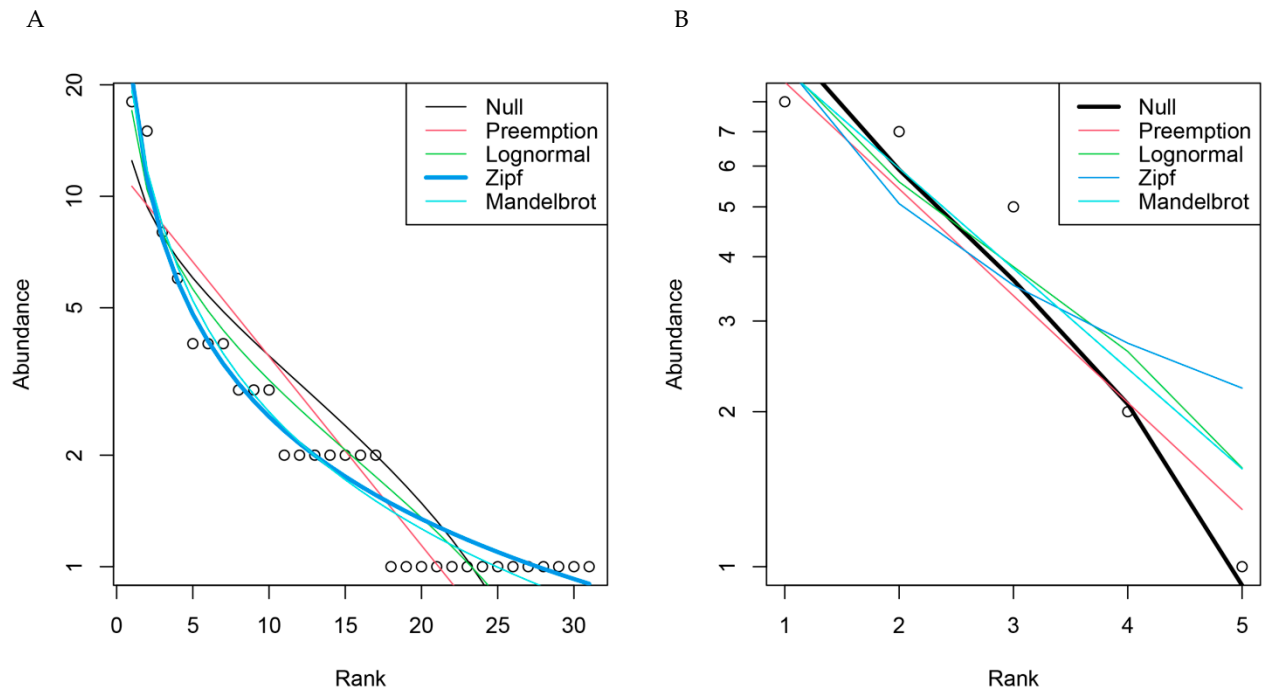 A
20
10
5
2
1
Abundance
0 5 10 15 20 25 30
Rank
Null
Preemption
Lognormal
Zipf
Mandelbrot
B
7
6
5
4
3
2
1
Abundance
1 2 3 4 5
Rank
Null
Preemption
Lognormal
Zipf
Mandelbrot